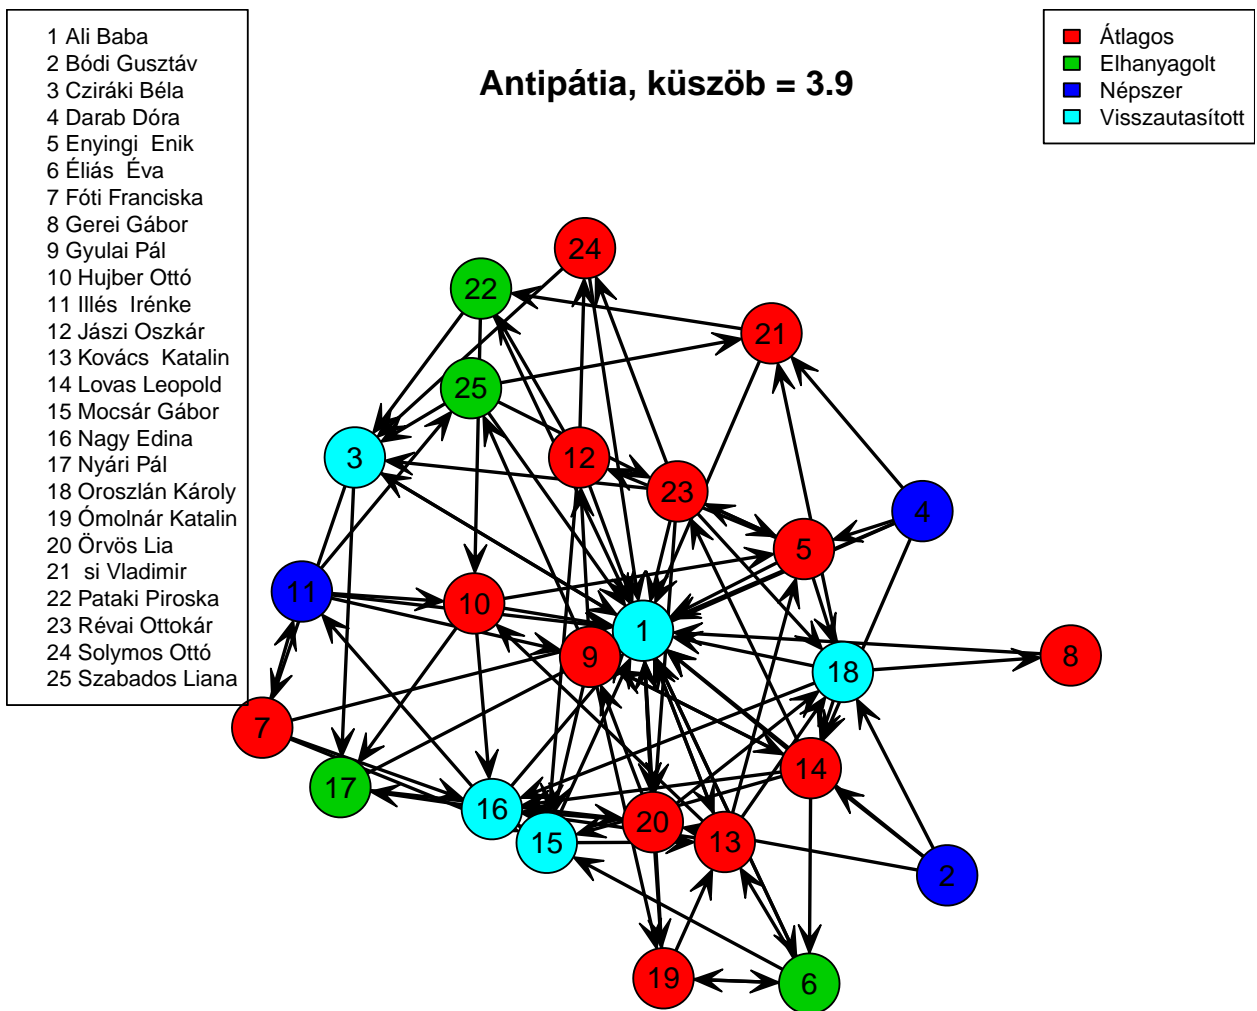 1 Ali Baba
2 Bódi Gusztáv
3 Cziráki Béla
4 Darab Dóra
5 Enyingi  Enik
6 Éliás  Éva
7 Fóti Franciska
8 Gerei Gábor
9 Gyulai Pál
10 Hujber Ottó
11 Illés  Irénke
12 Jászi Oszkár
13 Kovács  Katalin
14 Lovas Leopold
15 Mocsár Gábor
16 Nagy Edina
17 Nyári Pál
18 Oroszlán Károly
19 Ómolnár Katalin
20 Örvös Lia
21  si Vladimir
22 Pataki Piroska
23 Révai Ottokár
24 Solymos Ottó
25 Szabados Liana
Antipátia, küszöb = 3.9
Átlagos
Elhanyagolt
Népszer
Visszautasított
24
22
21
25
3
12
23
4
5
11
10
1
9
8
18
7
14
17
16
20
15
13
2
19
6